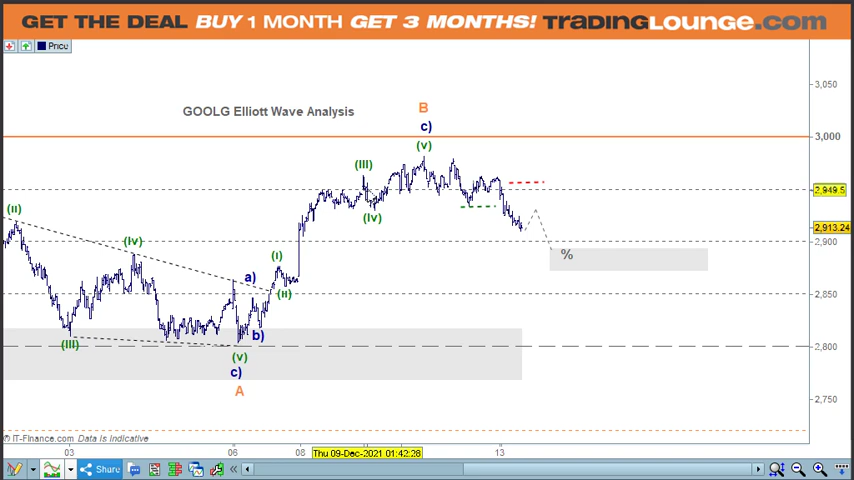 GET THE DEAL BUY 1 MONTH GET 3 MONTHS! TRADINGLOUNGE.com
Price
3,050
GOOLG Elliott Wave Analysis
B
c)
3,000
(v)
(III)
2,949.5
(ii)
(Iv)
(Iv)
2,913.24
2,900
(I)
%
a)
(ii)
2,850
b)
(III)
2,800
(v)
c)
A
2,750
© IT-Finance.com Data is indicative
03
06
08
Thu 09-Dec-2021 01:42:28
13
Share